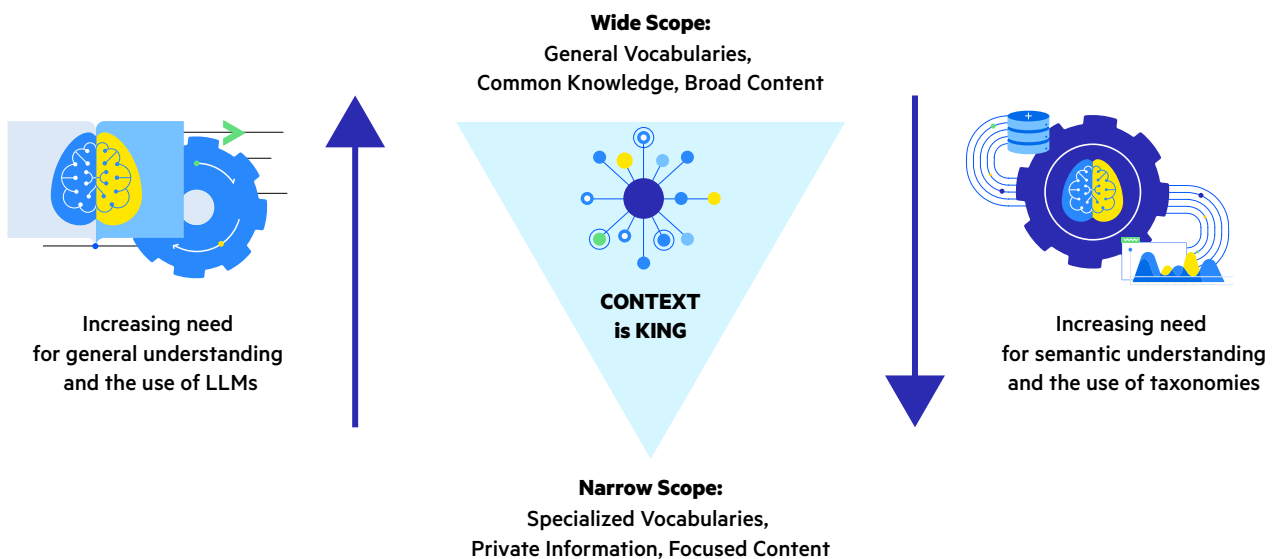 Wide Scope:
General Vocabularies,
Common Knowledge, Broad Content
Increasing need
for general understanding
and the use of LLMs
CONTEXT
is KING
Increasing need
for semantic understanding
and the use of taxonomies
Narrow Scope:
Specialized Vocabularies,
Private Information, Focused Content